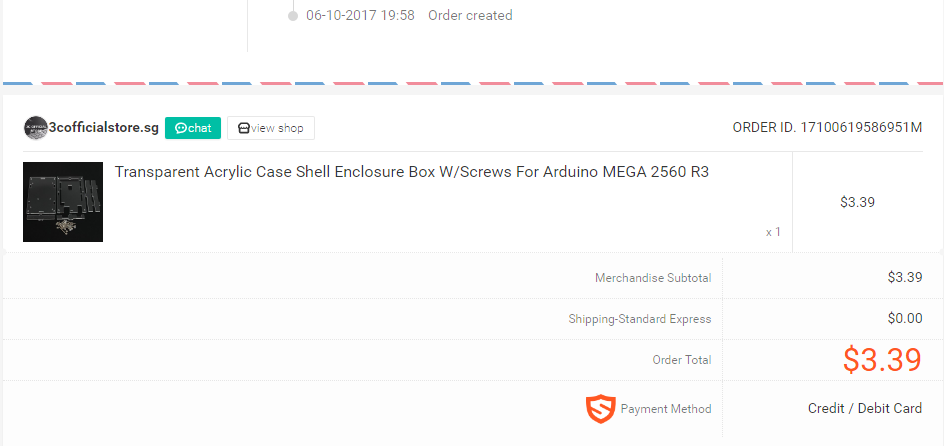 06-10-2017 19:58 Order created
3cofficialstore.sg chat view shop ORDER ID. 17100619586951M
Transparent Acrylic Case Shell Enclosure Box W/Screws For Arduino MEGA 2560 R3
$3.39
x 1
Merchandise Subtotal $3.39
Shipping-Standard Express $0.00
Order Total $3.39
S Payment Method Credit / Debit Card